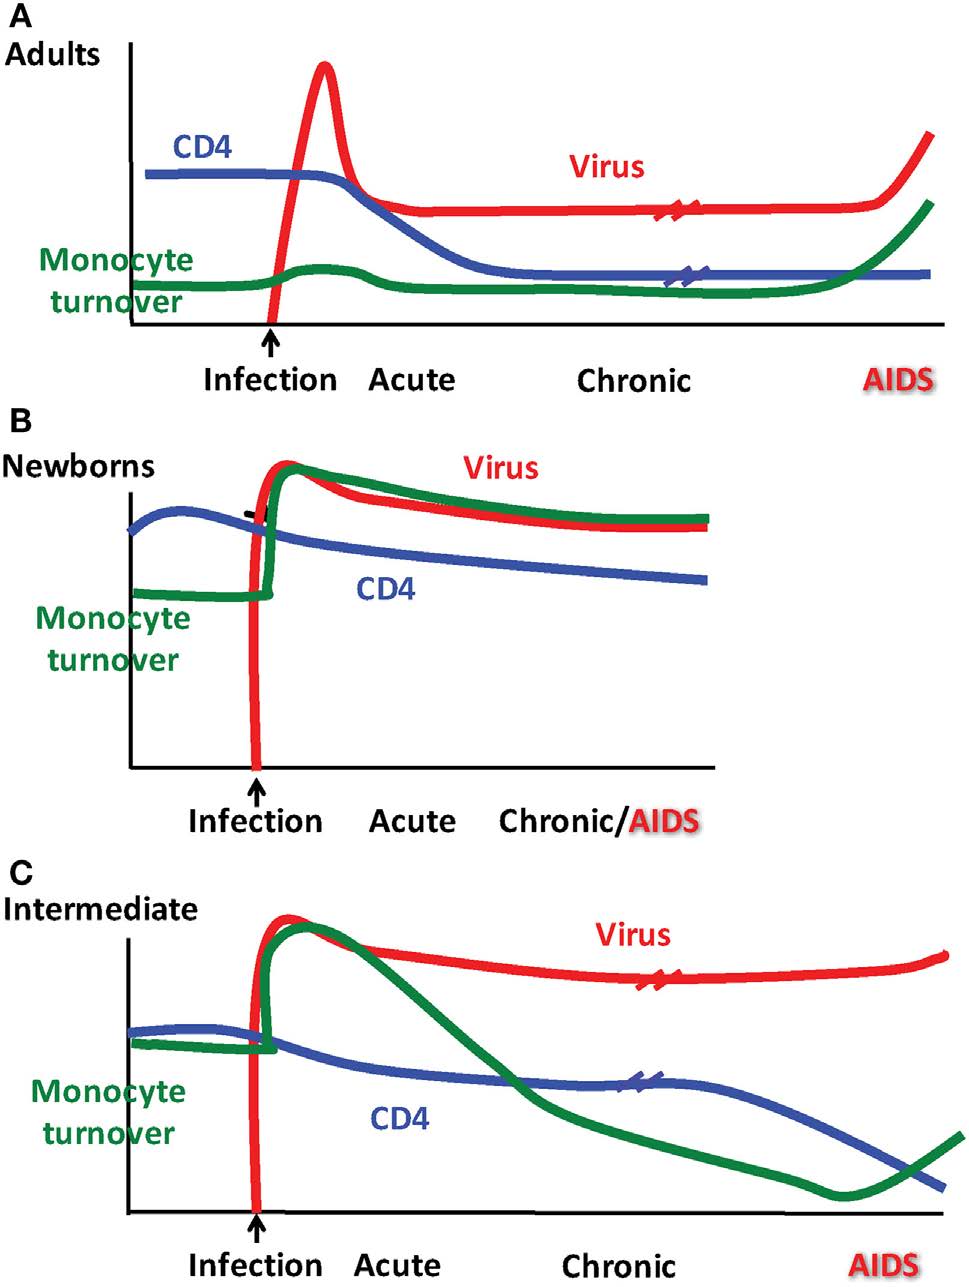 A
Adults
CD4
Virus
Monocyte
turnover
Infection Acute Chronic AIDS
B
Newborns
Virus
CD4
Monocyte
turnover
Infection Acute Chronic/AIDS
C
Intermediate
Virus
Monocyte
turnover
CD4
Infection Acute Chronic AIDS